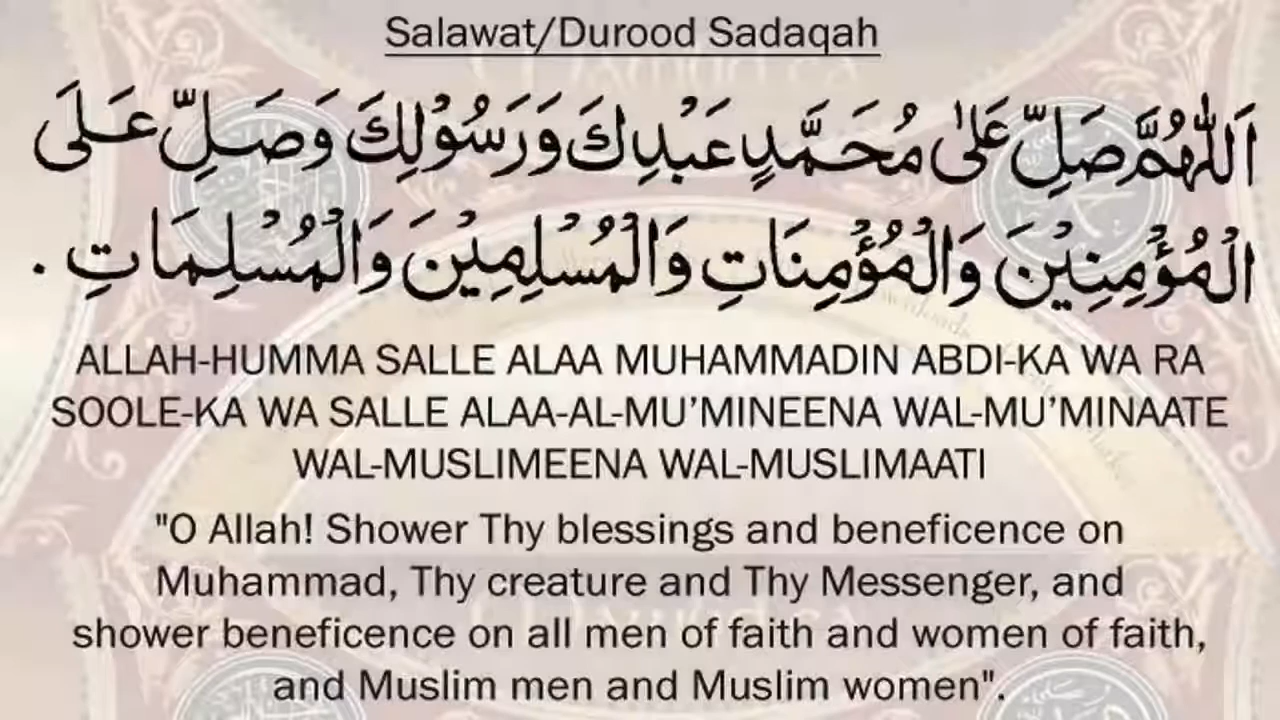 Salawat/Durood Sadaqah
اَللّٰهُمَّ صَلِّ عَلٰى مُحَمَّدٍ عَبْدِكَ وَرَسُوْلِكَ وَصَلِّ عَلَى
الْمُؤْمِنِيْنَ وَالْمُؤْمِنَاتِ وَالْمُسْلِمِيْنَ وَالْمُسْلِمَاتِ .
ALLAH-HUMMA SALLE ALAA MUHAMMADIN ABDI-KA WA RA
SOOLE-KA WA SALLE ALAA-AL-MU’MINEENA WAL-MU’MINAATE
WAL-MUSLIMEENA WAL-MUSLIMAATI
"O Allah! Shower Thy blessings and beneficence on
Muhammad, Thy creature and Thy Messenger, and
shower beneficence on all men of faith and women of faith,
and Muslim men and Muslim women".